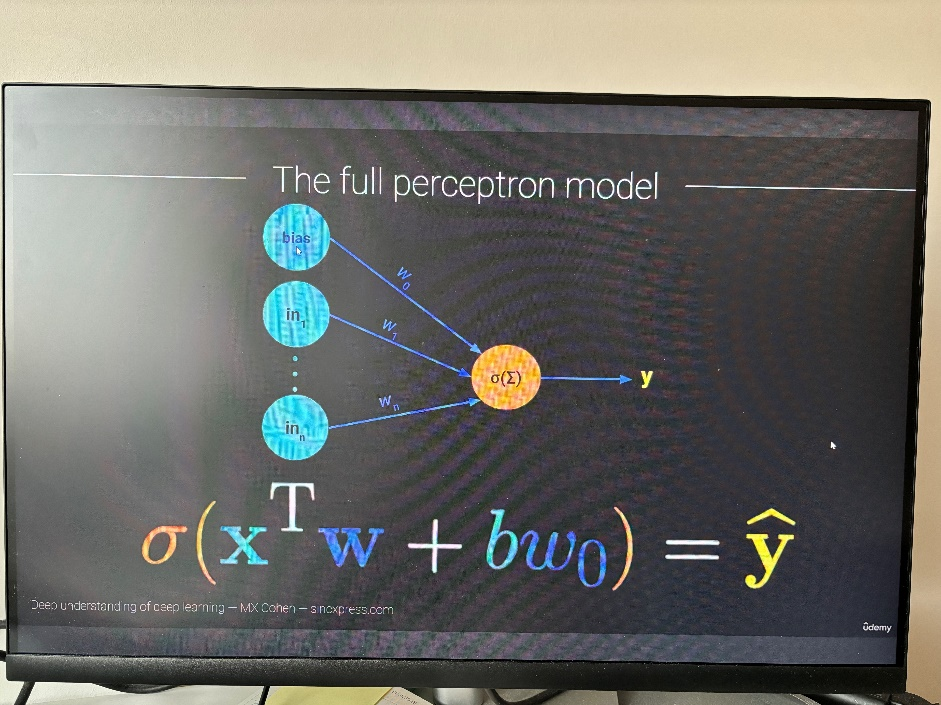 The full perceptron model
bias
w₀
in₁
w₁
σ(Σ)
y
wₙ
inₙ
σ(xᵀw + bw₀) = ŷ
Deep understanding of deep learning — MX Cohen — sincxpress.com
ûdemy